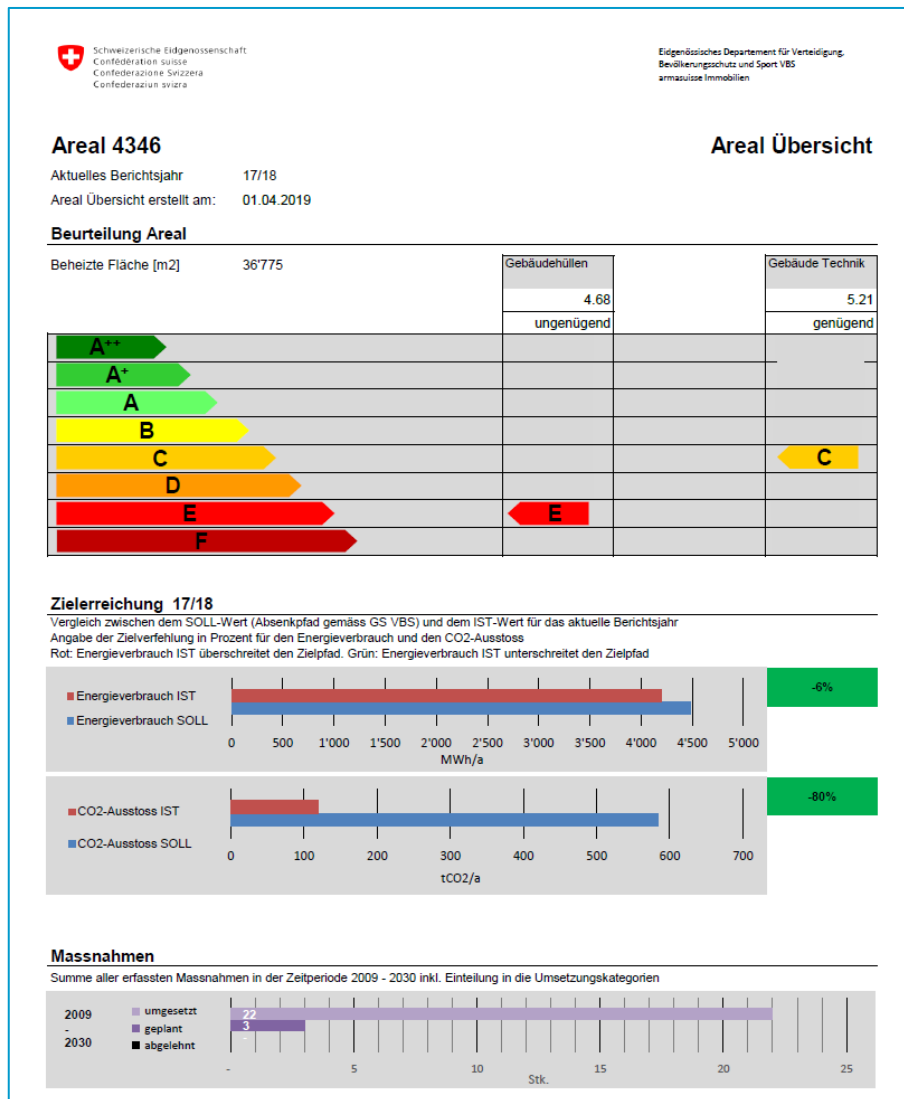 Schweizerische Eidgenossenschaft
Confédération suisse
Confederazione Svizzera
Confederaziun svizra
Eidgenössisches Departement für Verteidigung,
Bevölkerungsschutz und Sport VBS
armasuisse Immobilien
Areal 4346
Areal Übersicht
Aktuelles Berichtsjahr 17/18
Areal Übersicht erstellt am: 01.04.2019
Beurteilung Areal
Beheizte Fläche [m2] 36'775
Gebäudehüllen
Gebäude Technik
4.68
5.21
ungenügend
genügend
A++
A+
A
B
C
C
D
E
E
F
Zielerreichung 17/18
Vergleich zwischen dem SOLL-Wert (Absenkpfad gemäss GS VBS) und dem IST-Wert für das aktuelle Berichtsjahr
Angabe der Zielverfehlung in Prozent für den Energieverbrauch und den CO2-Ausstoss
Rot: Energieverbrauch IST überschreitet den Zielpfad. Grün: Energieverbrauch IST unterschreitet den Zielpfad
Energieverbrauch IST
Energieverbrauch SOLL
0 500 1'000 1'500 2'000 2'500 3'000 3'500 4'000 4'500 5'000
MWh/a
-6%
CO2-Ausstoss IST
CO2-Ausstoss SOLL
0 100 200 300 400 500 600 700
tCO2/a
-80%
Massnahmen
Summe aller erfassten Massnahmen in der Zeitperiode 2009 - 2030 inkl. Einteilung in die Umsetzungskategorien
2009
-
2030
umgesetzt
geplant
abgelehnt
22
3
-
- 5 10 15 20 25
Stk.